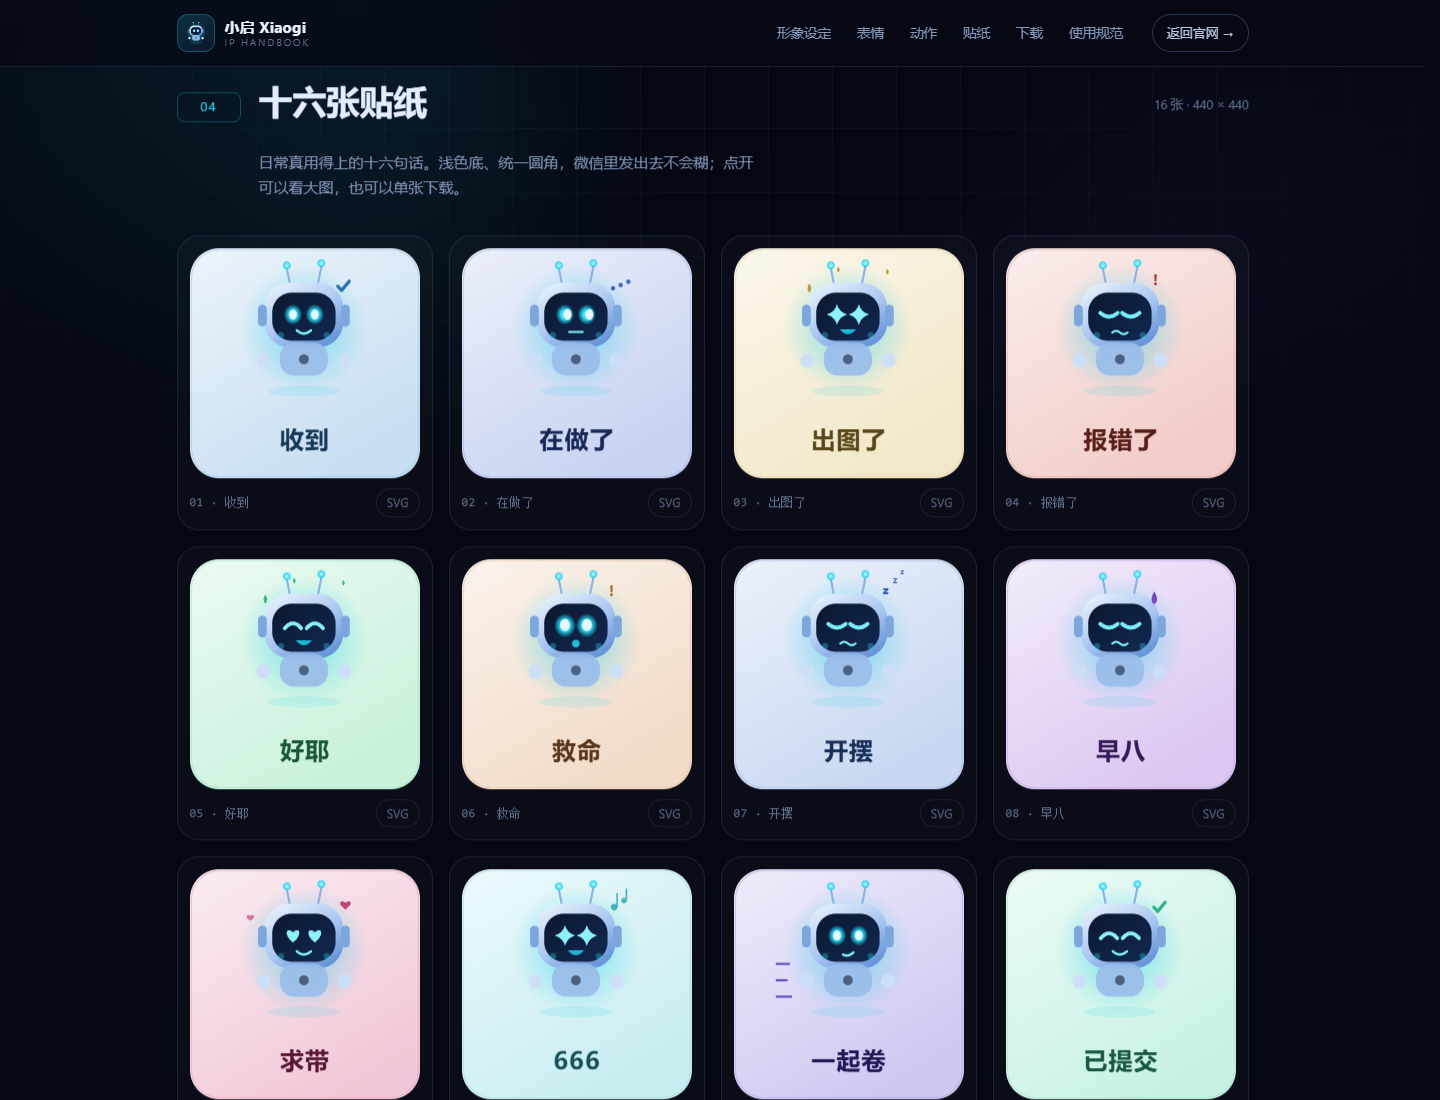 小启 Xiaogi
IP HANDBOOK
形象设定 表情 动作 贴纸 下载 使用规范 返回官网 →
04 十六张贴纸 16 张 · 440 × 440
日常真用得上的十六句话。浅色底、统一圆角，微信里发出去不会糊；点开
可以看大图，也可以单张下载。
收到 在做了 出图了 报错了
01 · 收到 SVG 02 · 在做了 SVG 03 · 出图了 SVG 04 · 报错了 SVG
好耶 救命 开摆 早八
05 · 好耶 SVG 06 · 救命 SVG 07 · 开摆 SVG 08 · 早八 SVG
求带 666 一起卷 已提交